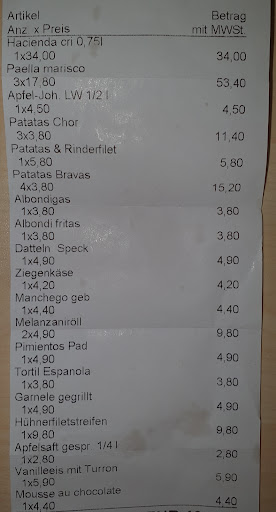 Artikel Betrag
Anz. x Preis mit MWSt.
Hacienda cri 0,75l
1x34,00 34,00
Paella marisco
3x17,80 53,40
Apfel-Joh. LW 1/2 l
1x4,50 4,50
Patatas Chor
3x3,80 11,40
Patatas & Rinderfilet
1x5,80 5,80
Patatas Bravas
4x3,80 15,20
Albondigas
1x3,80 3,80
Albondi fritas
1x3,80 3,80
Datteln Speck
1x4,90 4,90
Ziegenkäse
1x4,20 4,20
Manchego geb
1x4,40 4,40
Melanzaniröll
2x4,90 9,80
Pimientos Pad
1x4,90 4,90
Tortil Espanola
1x3,80 3,80
Garnele gegrillt
1x4,90 4,90
Hühnerfiletstreifen
1x9,80 9,80
Apfelsaft gespr 1/4 l
1x2,80 2,80
Vanilleeis mit Turron
1x5,90 5,90
Mousse au chocolate
1x4,40 4,40